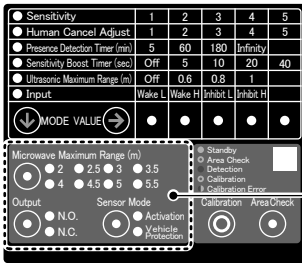 Sensitivity 1 2 3 4 5
Human Cancel Adjust 1 2 3 4 5
Presence Detection Timer (min) 5 60 180 Infinity
Sensitivity Boost Timer (sec) Off 5 10 20 40
Ultrasonic Maximum Range (m) Off 0.6 0.8 1
Input Wake L Wake H Inhibit L Inhibit H
MODE VALUE
Microwave Maximum Range (m)
2 2.5 3 3.5
4 4.5 5 5.5
Output Sensor Mode
N.O. Activation
N.C. Vehicle
Protection
Standby
Area Check
Detection
Calibration
Calibration Error
Calibration Area Check